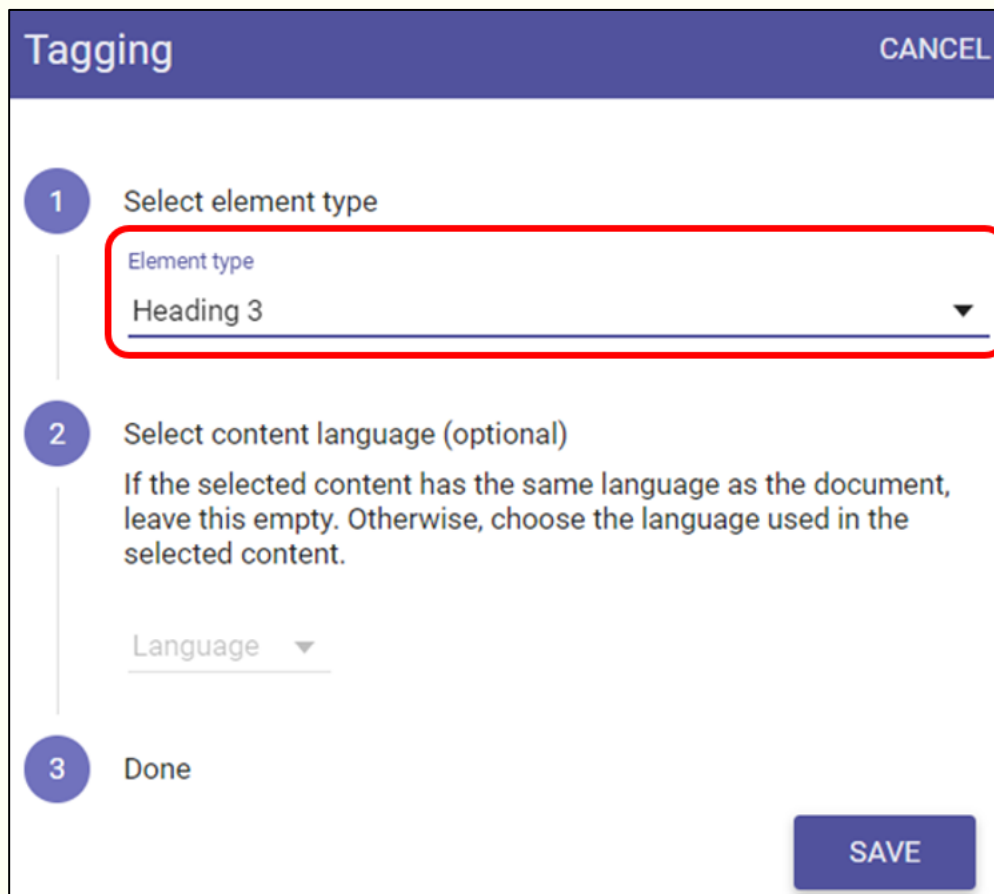 Tagging
CANCEL
1
Select element type
Element type
Heading 3
2
Select content language (optional)
If the selected content has the same language as the document,
leave this empty. Otherwise, choose the language used in the
selected content.
Language
3
Done
SAVE